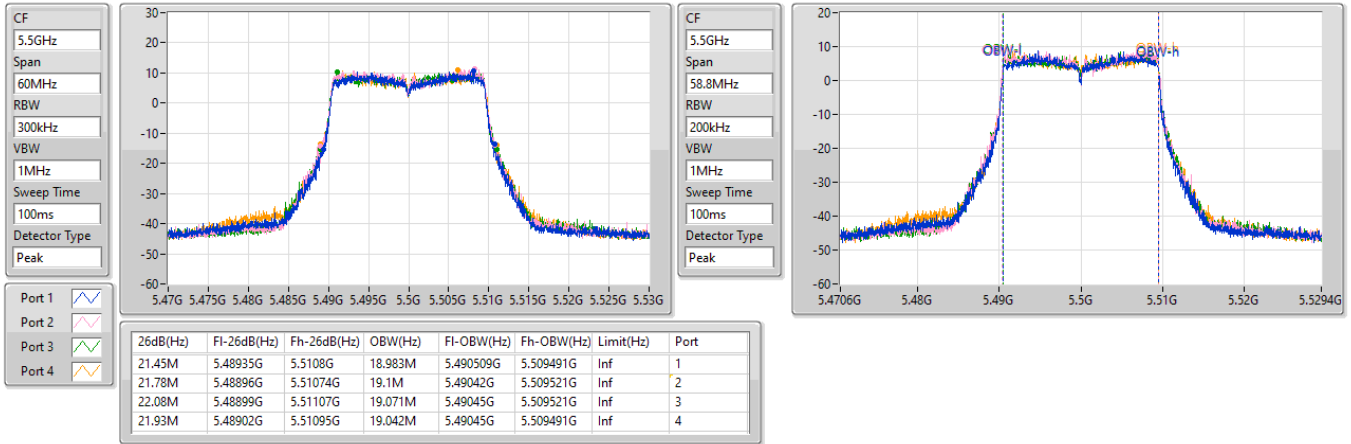 CF
5.5GHz
Span
60MHz
RBW
300kHz
VBW
1MHz
Sweep Time
100ms
Detector Type
Peak
Port 1
Port 2
Port 3
Port 4
30
20
10
0
-10
-20
-30
-40
-50
-60
5.47G 5.475G 5.48G 5.485G 5.49G 5.495G 5.5G 5.505G 5.51G 5.515G 5.52G 5.525G 5.53G
CF
5.5GHz
Span
58.8MHz
RBW
200kHz
VBW
1MHz
Sweep Time
100ms
Detector Type
Peak
20
10
0
-10
-20
-30
-40
-50
-60
OBW-l OBW-h
5.4706G 5.48G 5.49G 5.5G 5.51G 5.52G 5.5294G
26dB(Hz) Fl-26dB(Hz) Fh-26dB(Hz) OBW(Hz) Fl-OBW(Hz) Fh-OBW(Hz) Limit(Hz) Port
21.45M 5.48935G 5.5108G 18.983M 5.490509G 5.509491G Inf 1
21.78M 5.48896G 5.51074G 19.1M 5.49042G 5.509521G Inf 2
22.08M 5.48899G 5.51107G 19.071M 5.49045G 5.509521G Inf 3
21.93M 5.48902G 5.51095G 19.042M 5.49045G 5.509491G Inf 4